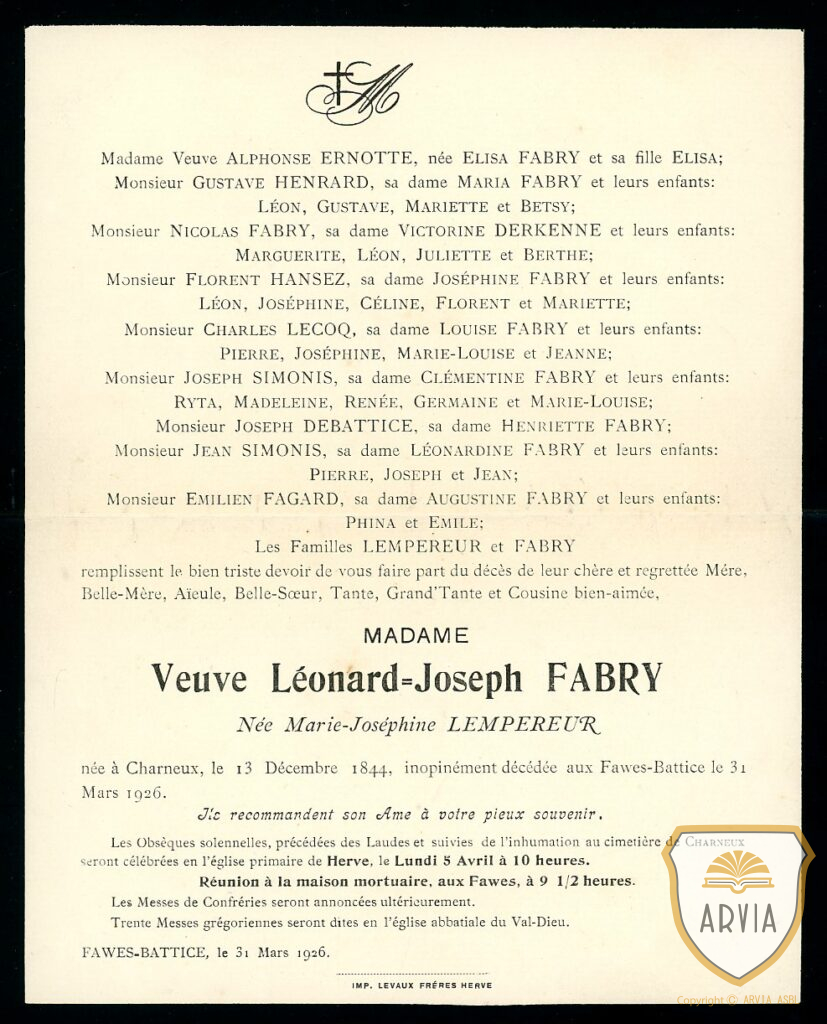 M
Madame Veuve ALPHONSE ERNOTTE, née ELISA FABRY et sa fille ELISA;
Monsieur GUSTAVE HENRARD, sa dame MARIA FABRY et leurs enfants:
LÉON, GUSTAVE, MARIETTE et BETSY;
Monsieur NICOLAS FABRY, sa dame VICTORINE DERKENNE et leurs enfants:
MARGUERITE, LÉON, JULIETTE et BERTHE;
Monsieur FLORENT HANSEZ, sa dame JOSÉPHINE FABRY et leurs enfants:
LÉON, JOSÉPHINE, CÉLINE, FLORENT et MARIETTE;
Monsieur CHARLES LECOQ, sa dame LOUISE FABRY et leurs enfants:
PIERRE, JOSÉPHINE, MARIE-LOUISE et JEANNE;
Monsieur JOSEPH SIMONIS, sa dame CLÉMENTINE FABRY et leurs enfants:
RYTA, MADELEINE, RENÉE, GERMAINE et MARIE-LOUISE;
Monsieur JOSEPH DEBATTICE, sa dame HENRIETTE FABRY;
Monsieur JEAN SIMONIS, sa dame LÉONARDINE FABRY et leurs enfants:
PIERRE, JOSEPH et JEAN;
Monsieur EMILIEN FAGARD, sa dame AUGUSTINE FABRY et leurs enfants:
PHINA et EMILE;
Les Familles LEMPEREUR et FABRY
remplissent le bien triste devoir de vous faire part du décès de leur chère et regrettée Mére,
Belle-Mère, Aïeule, Belle-Sœur, Tante, Grand'Tante et Cousine bien-aimée,
MADAME
Veuve Léonard=Joseph FABRY
Née Marie-Joséphine LEMPEREUR
née à Charneux, le 13 Décembre 1844, inopinément décédée aux Fawes-Battice le 31
Mars 1926.
Ils recommandent son Ame à votre pieux souvenir.
Les Obsèques solennelles, précédées des Laudes et suivies de l'inhumation au cimetière de CHARNEUX
seront célébrées en l'église primaire de Herve, le Lundi 5 Avril à 10 heures.
Réunion à la maison mortuaire, aux Fawes, à 9 1/2 heures.
Les Messes de Confréries seront annoncées ultérieurement.
Trente Messes grégoriennes seront dites en l'église abbatiale du Val-Dieu.
FAWES-BATTICE, le 31 Mars 1926.
IMP. LEVAUX FRÉRES HERVE
ARVIA
Copyright © ARVIA ASBL